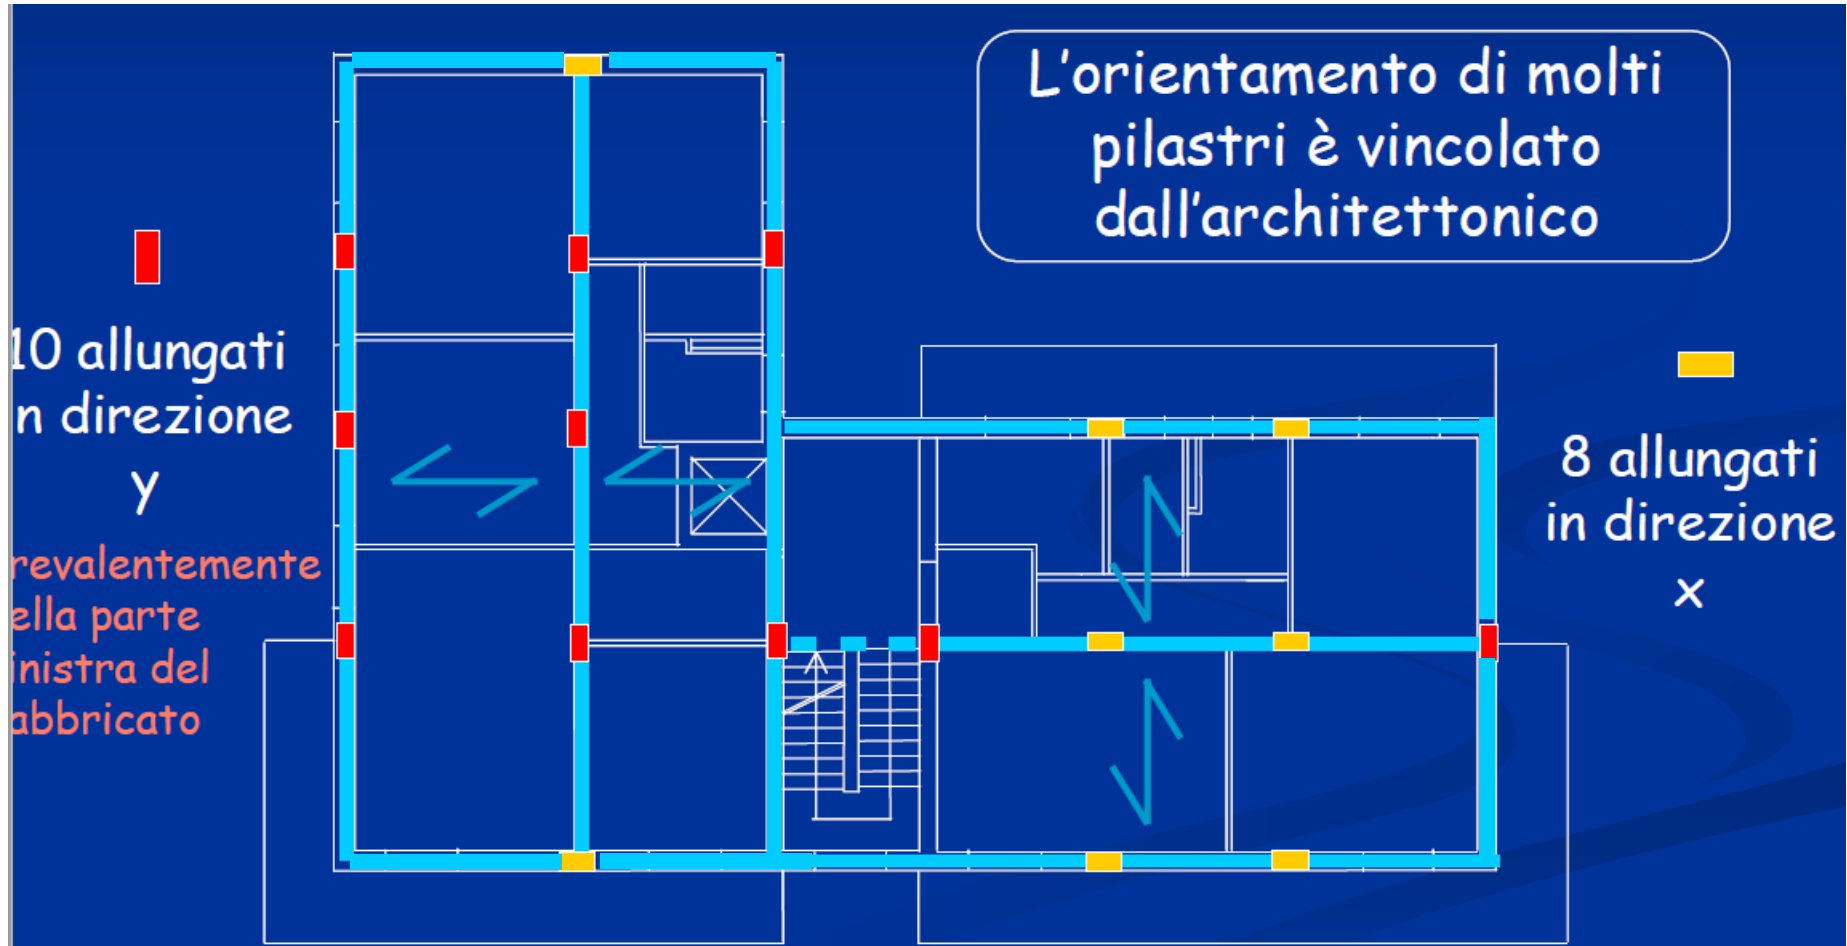 L'orientamento di molti
pilastri è vincolato
dall'architettonico
10 allungati
n direzione
y
revalentemente
ella parte
inistra del
abbricato
8 allungati
in direzione
x